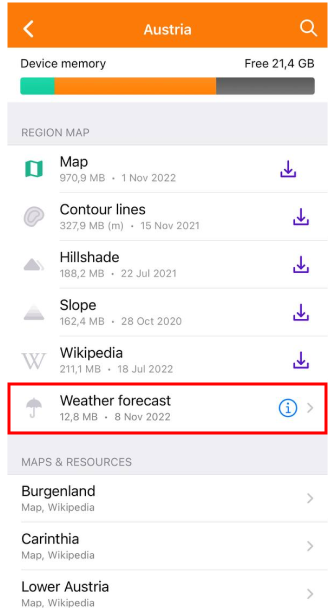 Austria
Device memory Free 21,4 GB
REGION MAP
Map
970,9 MB • 1 Nov 2022
Contour lines
327,9 MB (m) • 15 Nov 2021
Hillshade
188,2 MB • 22 Jul 2021
Slope
162,4 MB • 28 Oct 2020
W Wikipedia
211,1 MB • 18 Jul 2022
Weather forecast
12,8 MB • 8 Nov 2022
MAPS & RESOURCES
Burgenland
Map, Wikipedia
Carinthia
Map, Wikipedia
Lower Austria
Map, Wikipedia